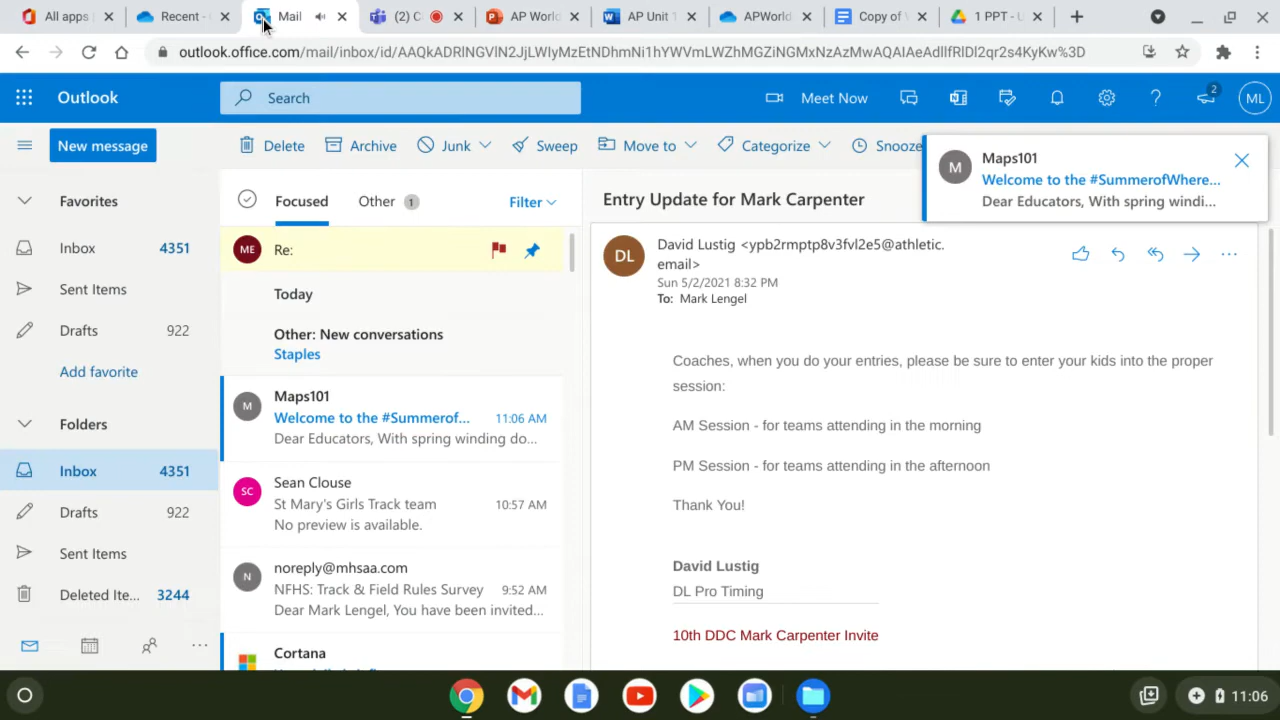 All apps
Recent -
Mail
(2) C
AP World
AP Unit 1
APWorld
Copy of V
1 PPT - U
outlook.office.com/mail/inbox/id/AAQkADRlNGVlN2JjLWIyMzEtNDhmNi1hYWVmLWZhMGZiNGMxNzAzMwAQAIAeAdlfRlDl2qr2s4KyKw%3D
Outlook
Search
Meet Now
2
ML
New message
Delete
Archive
Junk
Sweep
Move to
Categorize
Snooze
M
Maps101
Welcome to the #SummerofWhere...
Dear Educators, With spring windi...
Favorites
Inbox 4351
Sent Items
Drafts 922
Add favorite
Folders
Inbox 4351
Drafts 922
Sent Items
Deleted Ite... 3244
Focused
Other 1
Filter
ME
Re:
Today
Other: New conversations
Staples
M
Maps101
Welcome to the #Summerof... 11:06 AM
Dear Educators, With spring winding do...
SC
Sean Clouse
St Mary's Girls Track team 10:57 AM
No preview is available.
N
noreply@mhsaa.com
NFHS: Track & Field Rules Survey 9:52 AM
Dear Mark Lengel, You have been invited...
Cortana
Entry Update for Mark Carpenter
DL
David Lustig <ypb2rmptp8v3fvl2e5@athletic.
email>
Sun 5/2/2021 8:32 PM
To: Mark Lengel
Coaches, when you do your entries, please be sure to enter your kids into the proper
session:
AM Session - for teams attending in the morning
PM Session - for teams attending in the afternoon
Thank You!
David Lustig
DL Pro Timing
10th DDC Mark Carpenter Invite
11:06